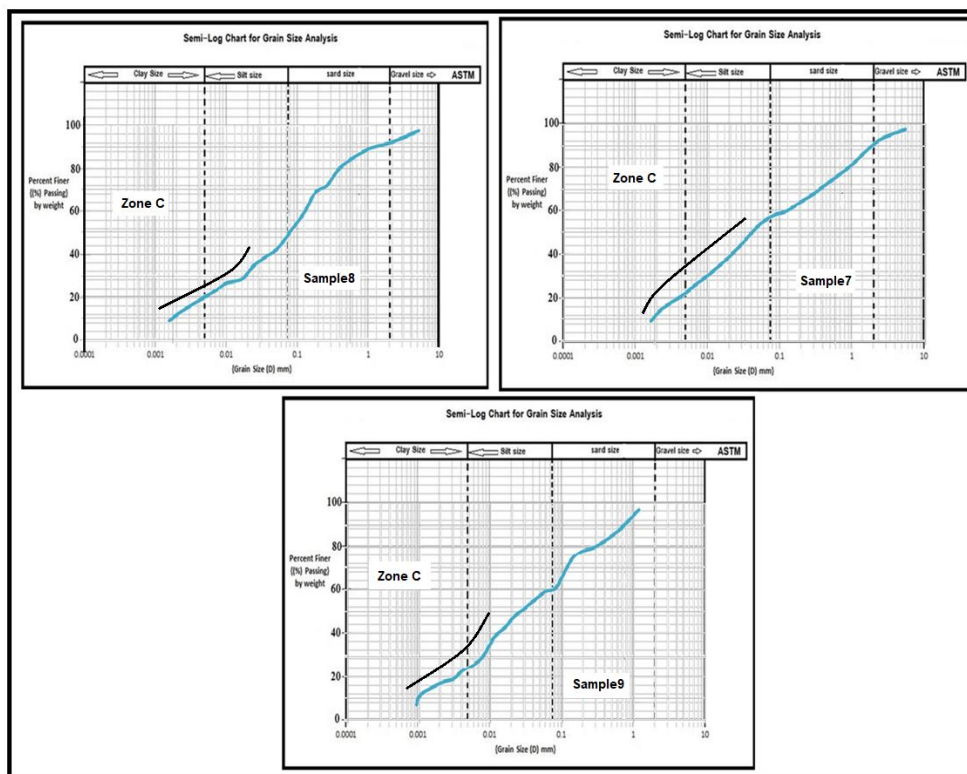 Semi-Log Chart for Grain Size Analysis
Clay Size Silt size sard size Gravel size ASTM
100
80
60
40
20
0
Percent Finer
((%) Passing)
by weight
Zone C
Sample8
0.0001 0.001 0.01 0.1 1 10
{Grain Size (D) mm}
Semi-Log Chart for Grain Size Analysis
Clay Size Silt size sard size Gravel size ASTM
100
80
60
40
20
0
Percent Finer
((%) Passing)
by weight
Zone C
Sample7
0.0001 0.001 0.01 0.1 1 10
{Grain Size (D) mm}
Semi-Log Chart for Grain Size Analysis
Clay Size Silt size sard size Gravel size ASTM
100
80
60
40
20
0
Percent Finer
((%) Passing)
by weight
Zone C
Sample9
0.0001 0.001 0.01 0.1 1 10
{Grain Size (D) mm}